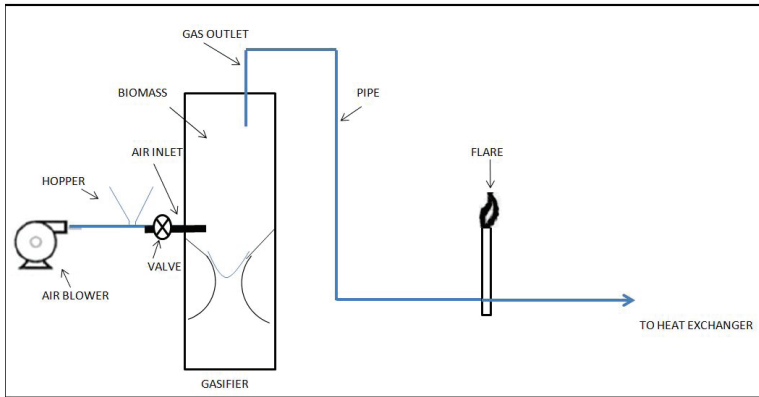 GAS OUTLET
BIOMASS
PIPE
AIR INLET
FLARE
HOPPER
VALVE
AIR BLOWER
TO HEAT EXCHANGER
GASIFIER